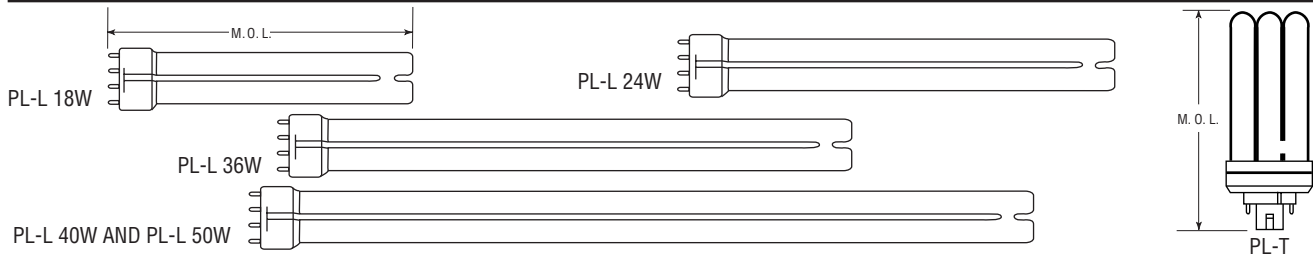 M. O. L.
PL-L 18W
PL-L 24W
M. O. L.
PL-L 36W
PL-L 40W AND PL-L 50W
PL-T